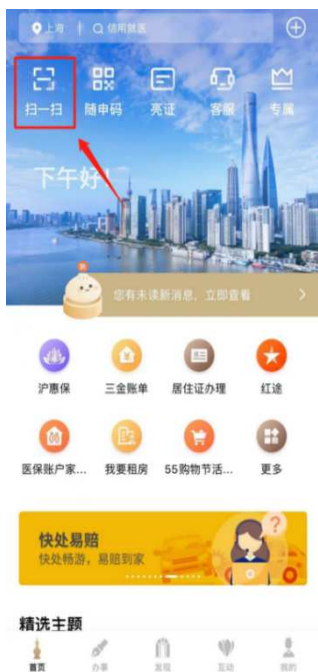 上海
信用就医
扫一扫
随申码
亮证
客服
专属
下午好!
您有未读新消息，立即查看
沪惠保
三金账单
居住证办理
红途
医保账户家...
我要租房
55购物节活...
更多
快处易赔
快处畅游，易赔到家
精选主题
首页
办事
发现
互动
我的